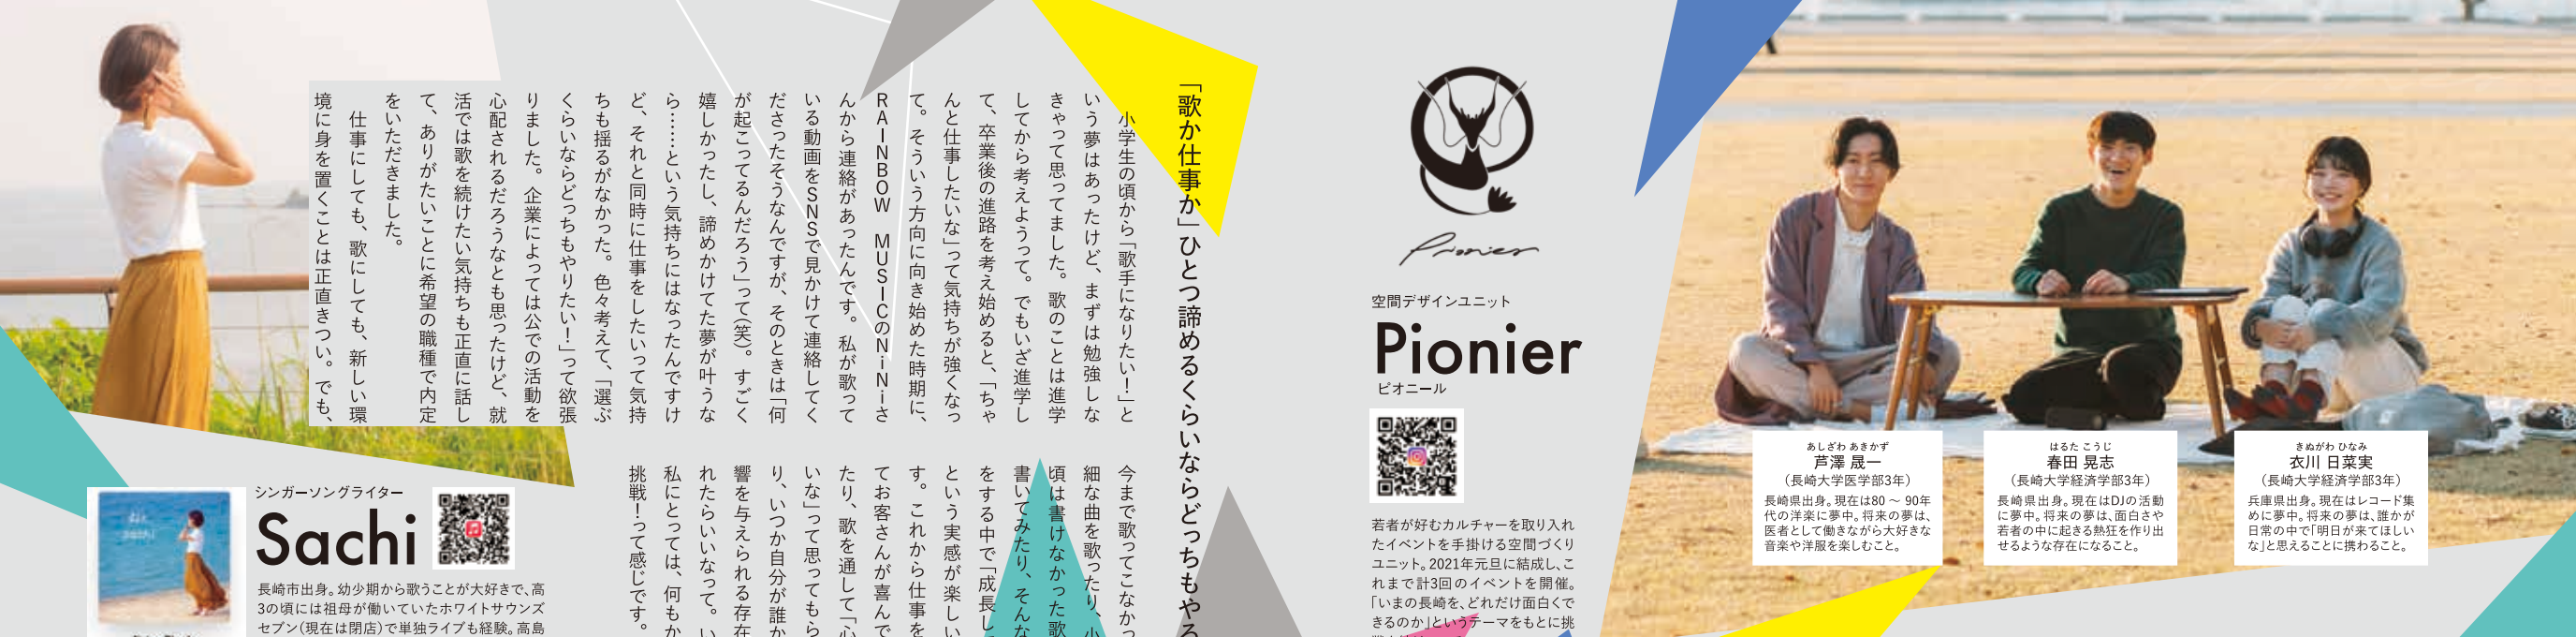 「歌か仕事か」ひとつ諦めるくらいならどっちもやる
小学生の頃から「歌手になりたい！」と
いう夢はあったけど、まずは勉強しな
きゃって思ってました。歌のことは進学
してから考えようって。でもいざ進学し
て、卒業後の進路を考え始めると、「ちゃ
んと仕事したいな」って気持ちが強くなっ
て。そういう方向に向き始めた時期に、
RAINBOW MUSICのNiNiさ
んから連絡があったんです。私が歌って
いる動画をSNSで見かけて連絡してく
ださったそうなんですが、そのときは「何
が起こってるんだろう」って（笑）。すごく
嬉しかったし、諦めかけてた夢が叶うな
ら……という気持ちにはなったんですけ
ど、それと同時に仕事をしたいって気持
ちも揺るがなかった。色々考えて、「選ぶ
くらいならどっちもやりたい！」って欲張
りました。企業によっては公での活動を
心配されるだろうなとも思ったけど、就
活では歌を続けたい気持ちも正直に話し
て、ありがたいことに希望の職種で内定
をいただきました。
仕事にしても、歌にしても、新しい環
境に身を置くことは正直きつい。でも、
今まで歌ってこなかっ
細な曲を歌ったり、小
頃は書けなかった歌
書いてみたり、そんな
をする中で「成長し
という実感が楽しい
す。これから仕事を
てお客さんが喜んで
たり、歌を通して「心
いな」って思ってもら
り、いつか自分が誰か
響を与えられる存在
れたらいいなって。い
私にとっては、何もか
挑戦！って感じです。
シンガーソングライター
Sachi
長崎市出身。幼少期から歌うことが大好きで、高
3の頃には祖母が働いていたホワイトサウンズ
セブン（現在は閉店）で単独ライブも経験。高島
Pionier
空間デザインユニット
Pionier
ピオニール
若者が好むカルチャーを取り入れ
たイベントを手掛ける空間づくり
ユニット。2021年元旦に結成し、こ
れまで計3回のイベントを開催。
「いまの長崎を、どれだけ面白くで
きるのか」というテーマをもとに挑
あしざわ あきかず
芦澤 晟一
（長崎大学医学部3年）
長崎県出身。現在は80 〜 90年
代の洋楽に夢中。将来の夢は、
医者として働きながら大好きな
音楽や洋服を楽しむこと。
はるた こうじ
春田 晃志
（長崎大学経済学部3年）
長崎県出身。現在はDJの活動
に夢中。将来の夢は、面白さや
若者の中に起きる熱狂を作り出
せるような存在になること。
きぬがわ ひなみ
衣川 日菜実
（長崎大学経済学部3年）
兵庫県出身。現在はレコード集
めに夢中。将来の夢は、誰かが
日常の中で「明日が来てほしい
な」と思えることに携わること。